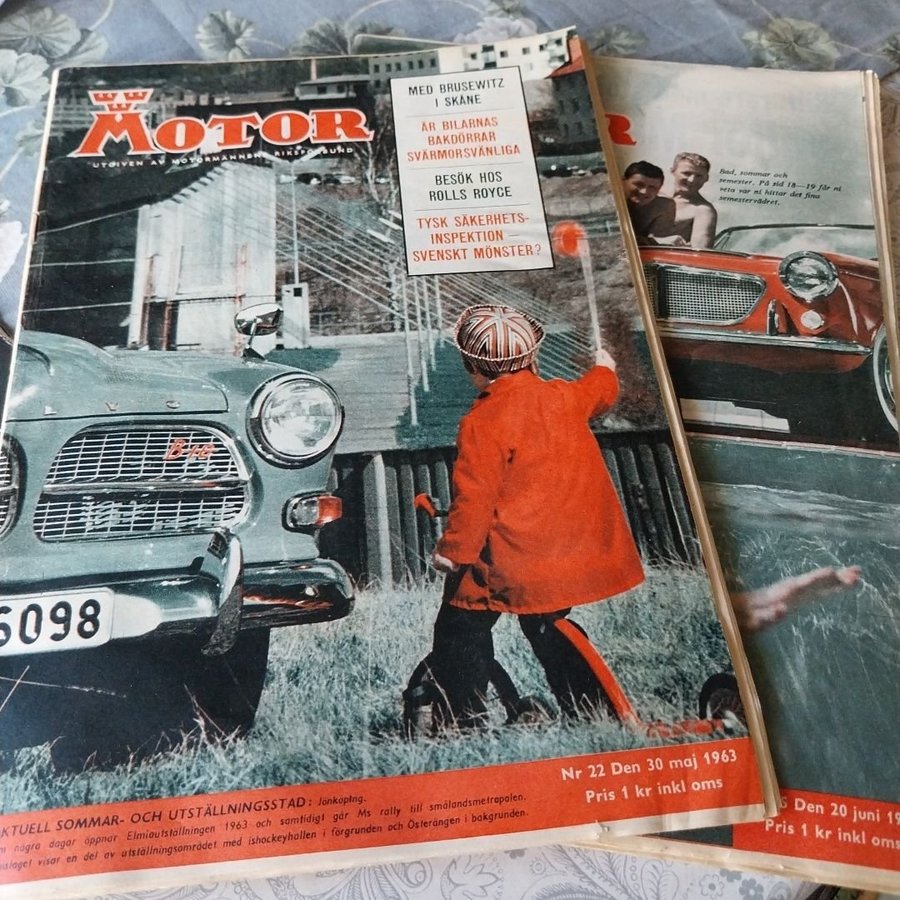 MOTOR
UTGIVEN AV MOTORMÄNNENS RIKSFÖRBUND
MED BRUSEWITZ
I SKÅNE
ÄR BILARNAS
BAKDÖRRAR
SVÄRMORSVÄNLIGA
BESÖK HOS
ROLLS ROYCE
TYSK SÄKERHETS-
INSPEKTION –
SVENSKT MÖNSTER?
LVO
B18
6098
Nr 22 Den 30 maj 1963
Pris 1 kr inkl oms
AKTUELL SOMMAR- OCH UTSTÄLLNINGSSTAD: Jönköping.
m några dagar öppnar Elmiautställningen 1963 och samtidigt går Ms rally till smålandsmetropolen.
slaget visar en del av utställningsområdet med ishockeyhallen i förgrunden och Österängen i bakgrunden.
R
Bad, sommar och
semester. På sid 18—19 får ni
veta var ni hittar det fina
semestervädret.
Den 20 juni 19
Pris 1 kr inkl oms